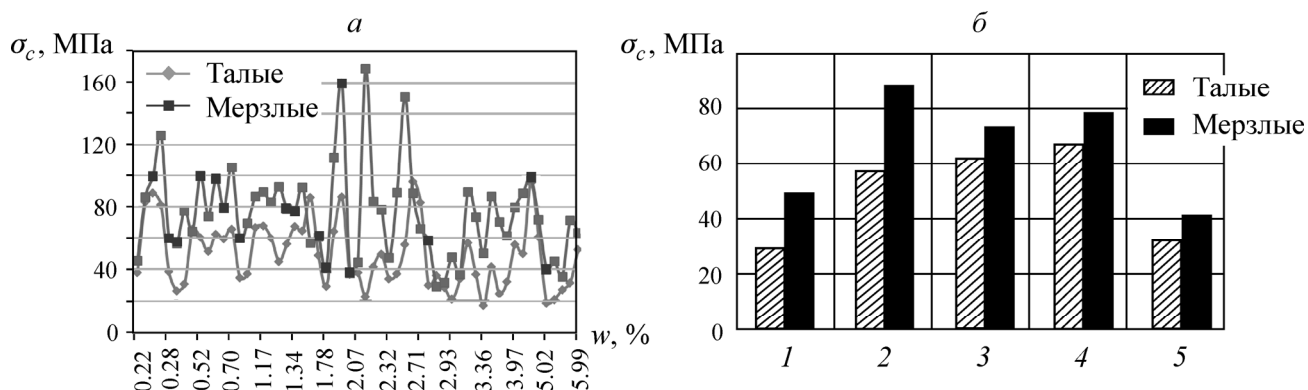 а
σc, МПа
160
120
80
40
0
Талые
Мерзлые
w, %
0.22
0.28
0.52
0.70
1.17
1.34
1.78
2.07
2.32
2.71
2.93
3.36
3.97
5.02
5.99
б
σc, МПа
80
60
40
20
0
Талые
Мерзлые
1 2 3 4 5